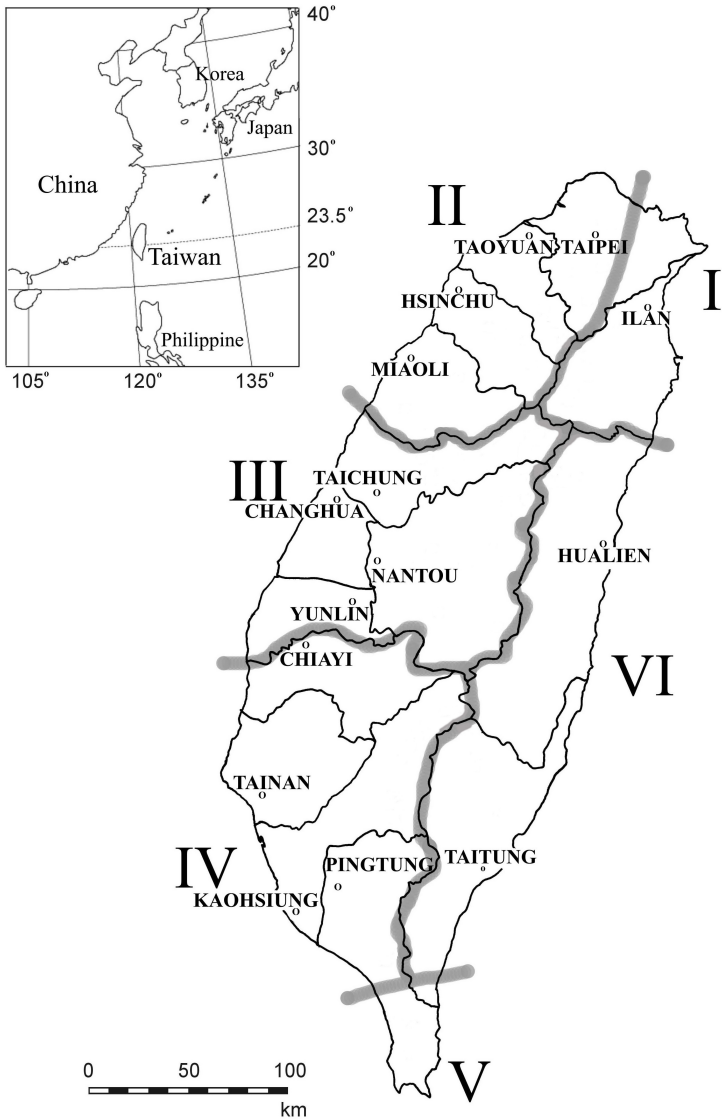 40°
Korea
Japan
30°
China
23.5°
Taiwan
20°
Philippine
105°
120°
135°
II
TAOYUAN
TAIPEI
I
HSINCHU
ILAN
MIAOLI
III
TAICHUNG
CHANGHUA
HUALIEN
NANTOU
YUNLIN
CHIAYI
VI
TAINAN
IV
PINGTUNG
TAITUNG
KAOHSIUNG
V
0 50 100
km